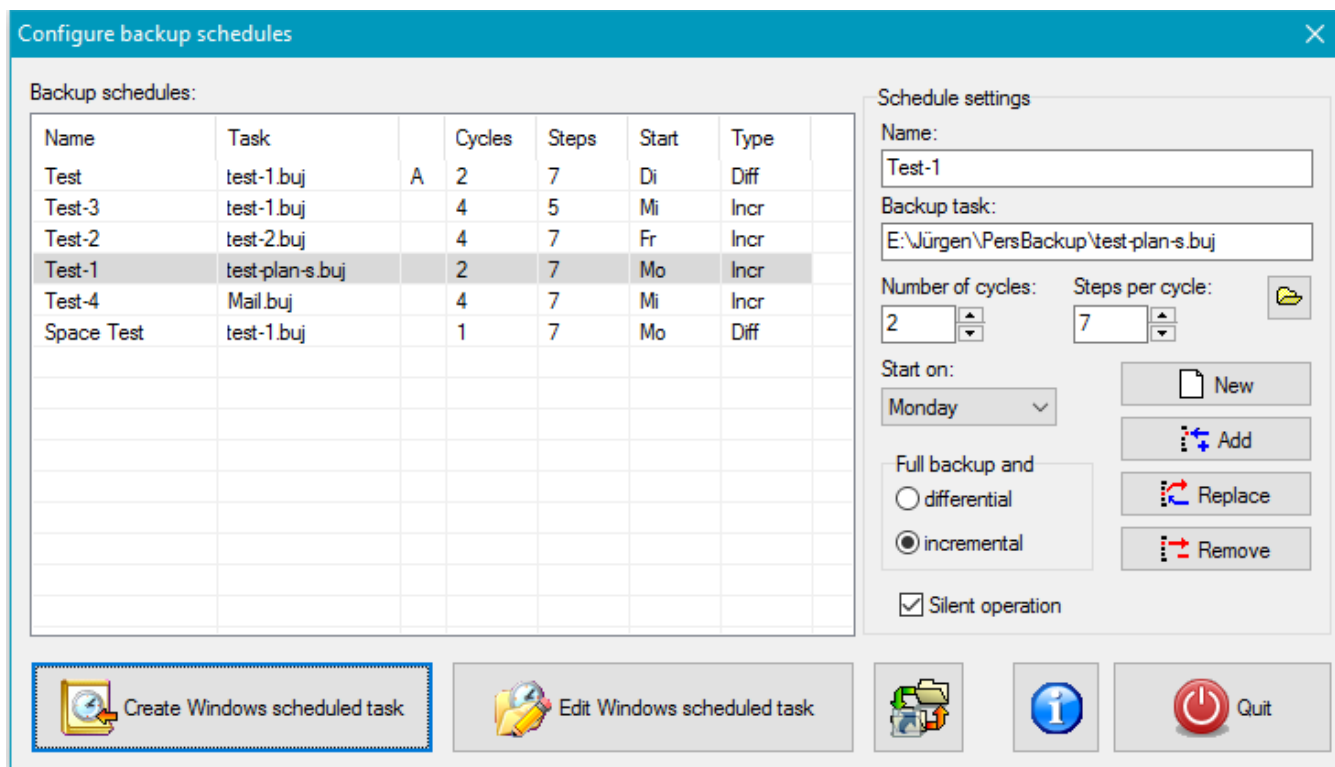 Configure backup schedules
Backup schedules:
Name Task Cycles Steps Start Type
Test test-1.buj A 2 7 Di Diff
Test-3 test-1.buj 4 5 Mi Incr
Test-2 test-2.buj 4 7 Fr Incr
Test-1 test-plan-s.buj 2 7 Mo Incr
Test-4 Mail.buj 4 7 Mi Incr
Space Test test-1.buj 1 7 Mo Diff
Schedule settings
Name:
Test-1
Backup task:
E:\Jürgen\PersBackup\test-plan-s.buj
Number of cycles: Steps per cycle:
2 7
Start on:
Monday
New
Add
Replace
Remove
Full backup and
differential
incremental
Silent operation
Create Windows scheduled task
Edit Windows scheduled task
Quit